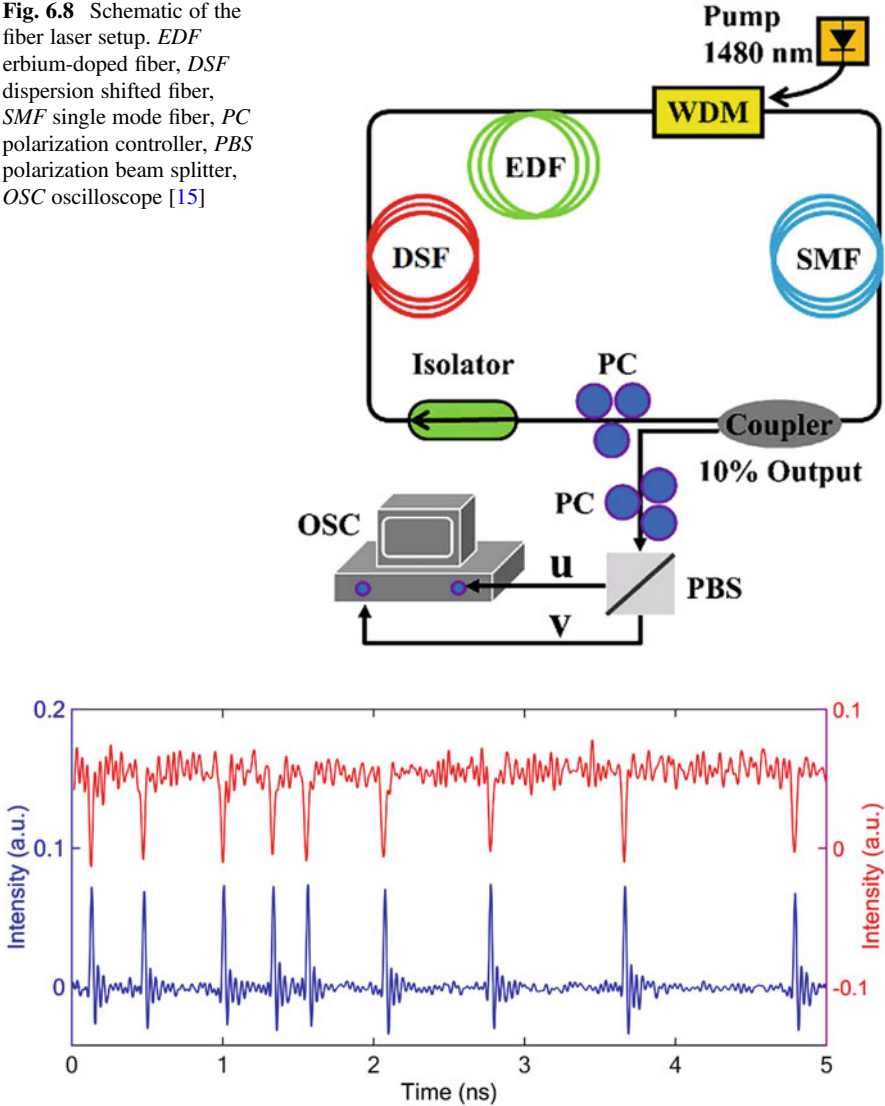 Fig. 6.8 Schematic of the
fiber laser setup. EDF
erbium-doped fiber, DSF
dispersion shifted fiber,
SMF single mode fiber, PC
polarization controller, PBS
polarization beam splitter,
OSC oscilloscope [15]
Pump
1480 nm
WDM
EDF
DSF
SMF
Isolator
PC
Coupler
10% Output
PC
OSC
u
PBS
v
0.2
0.1
0
Intensity (a.u.)
0.1
0
-0.1
Intensity (a.u.)
0 1 2 3 4 5
Time (ns)